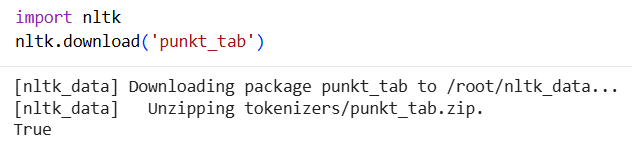 import nltk
nltk.download('punkt_tab')
[nltk_data] Downloading package punkt_tab to /root/nltk_data...
[nltk_data]   Unzipping tokenizers/punkt_tab.zip.
True